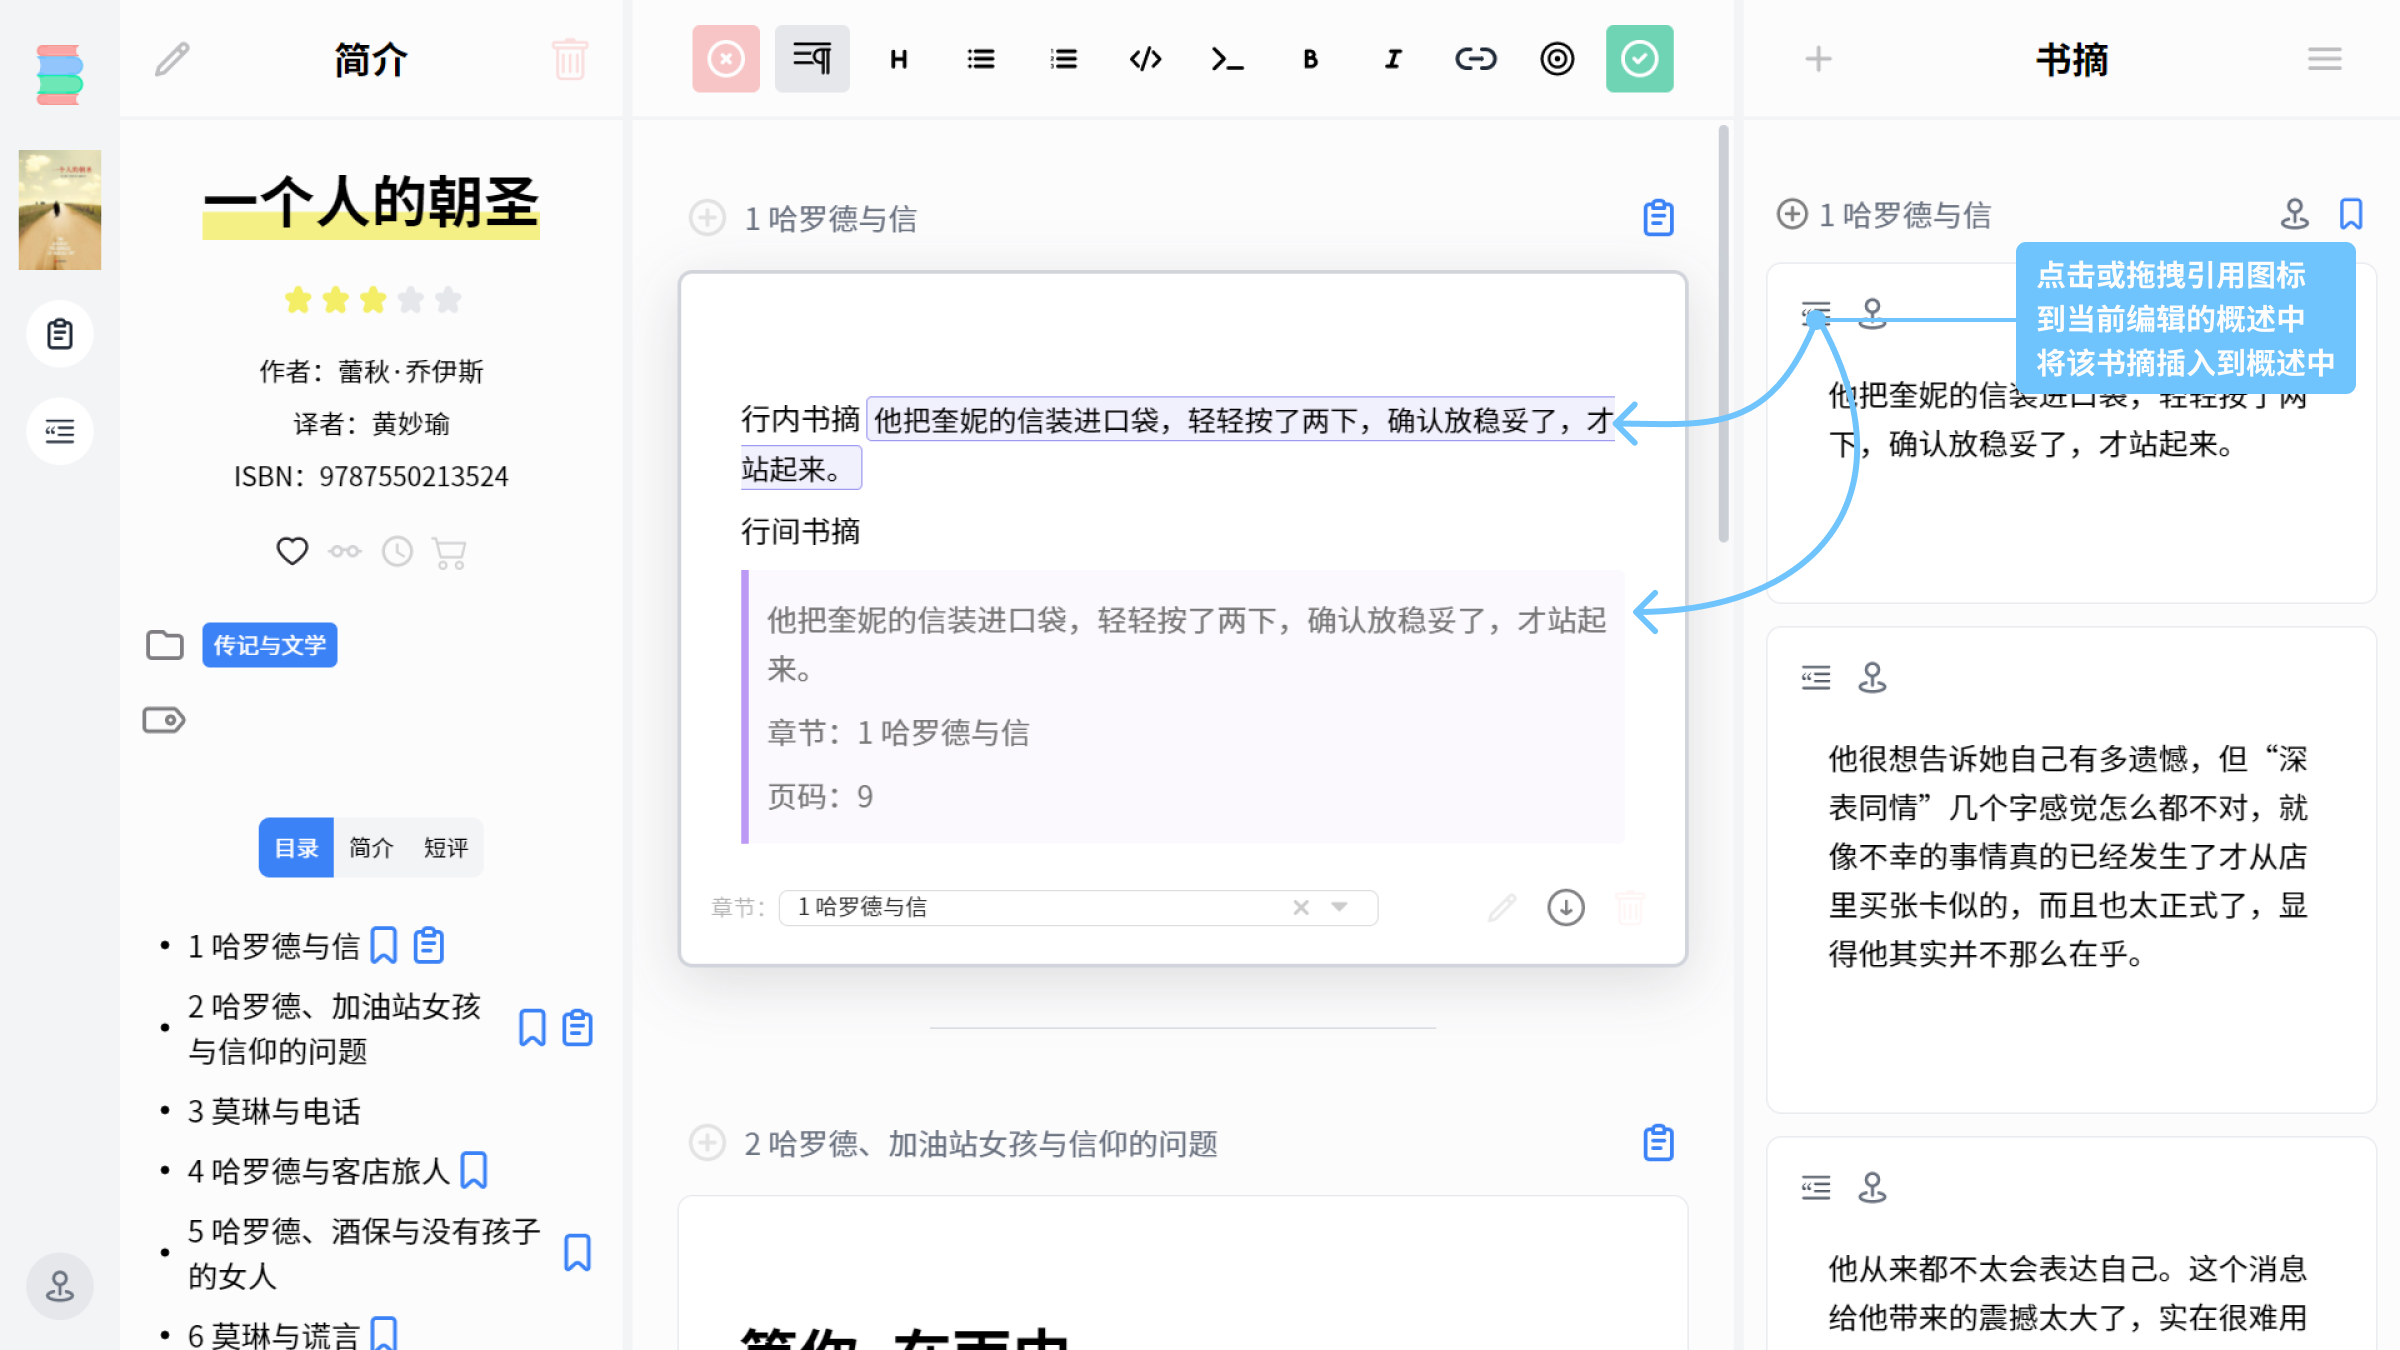 简介
一个人的朝圣
作者：蕾秋·乔伊斯
译者：黄妙瑜
ISBN：9787550213524
传记与文学
目录
简介
短评
1 哈罗德与信
2 哈罗德、加油站女孩
与信仰的问题
3 莫琳与电话
4 哈罗德与客店旅人
5 哈罗德、酒保与没有孩子
的女人
6 莫琳与谎言
H
B
I
1 哈罗德与信
行内书摘 他把奎妮的信装进口袋，轻轻按了两下，确认放稳妥了，才
站起来。
行间书摘
他把奎妮的信装进口袋，轻轻按了两下，确认放稳妥了，才站起
来。
章节：1 哈罗德与信
页码：9
章节：
1 哈罗德与信
2 哈罗德、加油站女孩与信仰的问题
书摘
1 哈罗德与信
点击或拖拽引用图标
到当前编辑的概述中
将该书摘插入到概述中
他把奎妮的信装进口袋，轻轻按了两
下，确认放稳妥了，才站起来。
他很想告诉她自己有多遗憾，但“深
表同情”几个字感觉怎么都不对，就
像不幸的事情真的已经发生了才从店
里买张卡似的，而且也太正式了，显
得他其实并不那么在乎。
他从来都不太会表达自己。这个消息
给他带来的震撼太大了，实在很难用